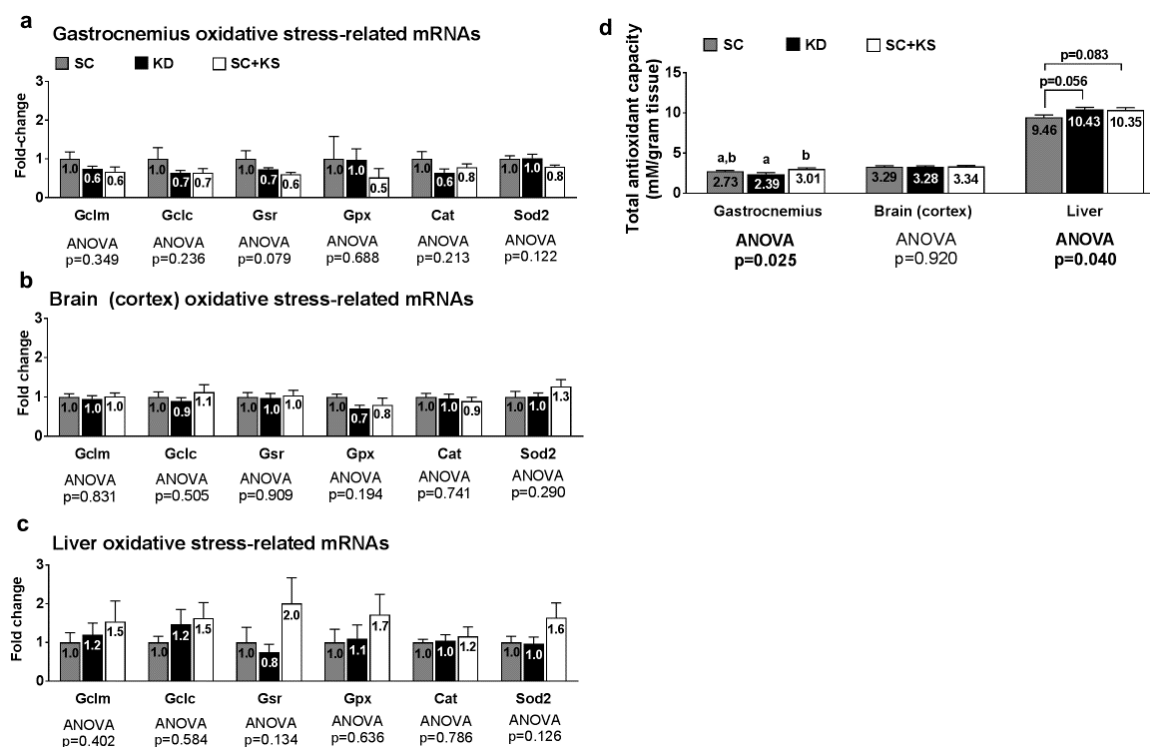 a
Gastrocnemius oxidative stress-related mRNAs
SC KD SC+KS
Fold-change
3
2
1
0
1.0 0.6 0.6 1.0 0.7 0.7 1.0 0.7 0.6 1.0 1.0 0.5 1.0 0.6 0.8 1.0 1.0 0.8
Gclm Gclc Gsr Gpx Cat Sod2
ANOVA ANOVA ANOVA ANOVA ANOVA ANOVA
p=0.349 p=0.236 p=0.079 p=0.688 p=0.213 p=0.122
b
Brain (cortex) oxidative stress-related mRNAs
Fold change
3
2
1
0
1.0 1.0 1.0 1.0 0.9 1.1 1.0 1.0 1.0 1.0 0.7 0.8 1.0 1.0 0.9 1.0 1.0 1.3
Gclm Gclc Gsr Gpx Cat Sod2
ANOVA ANOVA ANOVA ANOVA ANOVA ANOVA
p=0.831 p=0.505 p=0.909 p=0.194 p=0.741 p=0.290
c
Liver oxidative stress-related mRNAs
Fold change
3
2
1
0
1.0 1.2 1.5 1.0 1.2 1.5 1.0 0.8 2.0 1.0 1.1 1.7 1.0 1.0 1.2 1.0 1.0 1.6
Gclm Gclc Gsr Gpx Cat Sod2
ANOVA ANOVA ANOVA ANOVA ANOVA ANOVA
p=0.402 p=0.584 p=0.134 p=0.636 p=0.786 p=0.126
d
SC KD SC+KS
Total antioxidant capacity
(mM/gram tissue)
15
10
5
0
p=0.083
p=0.056
a,b a b
2.73 2.39 3.01 3.29 3.28 3.34 9.46 10.43 10.35
Gastrocnemius Brain (cortex) Liver
ANOVA ANOVA ANOVA
p=0.025 p=0.920 p=0.040